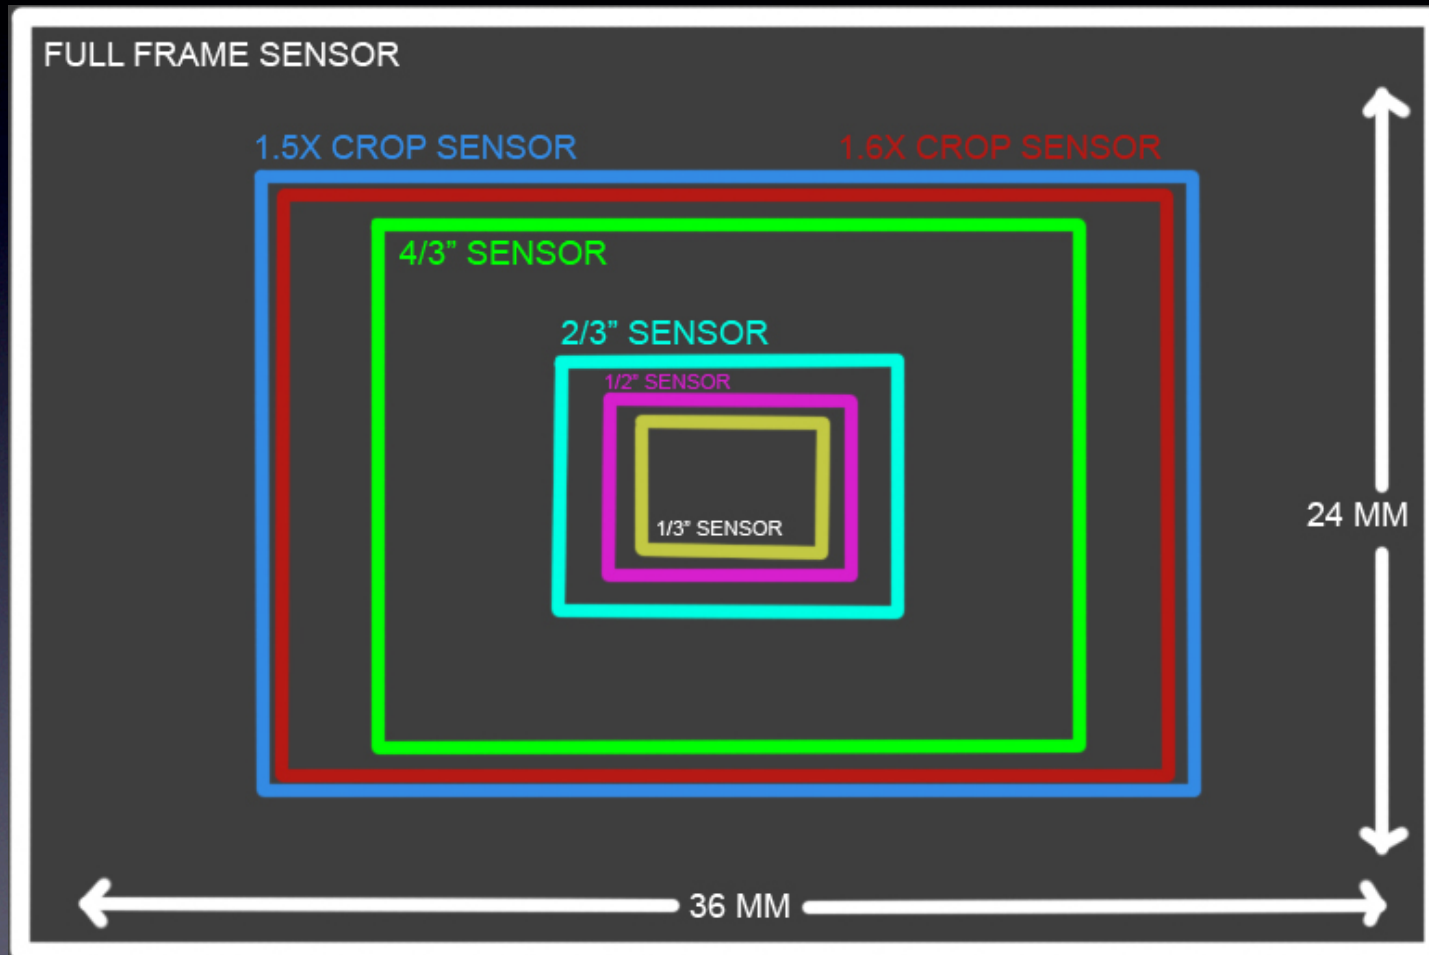 FULL FRAME SENSOR
1.5X CROP SENSOR
1.6X CROP SENSOR
4/3” SENSOR
2/3” SENSOR
1/2” SENSOR
1/3” SENSOR
24 MM
36 MM